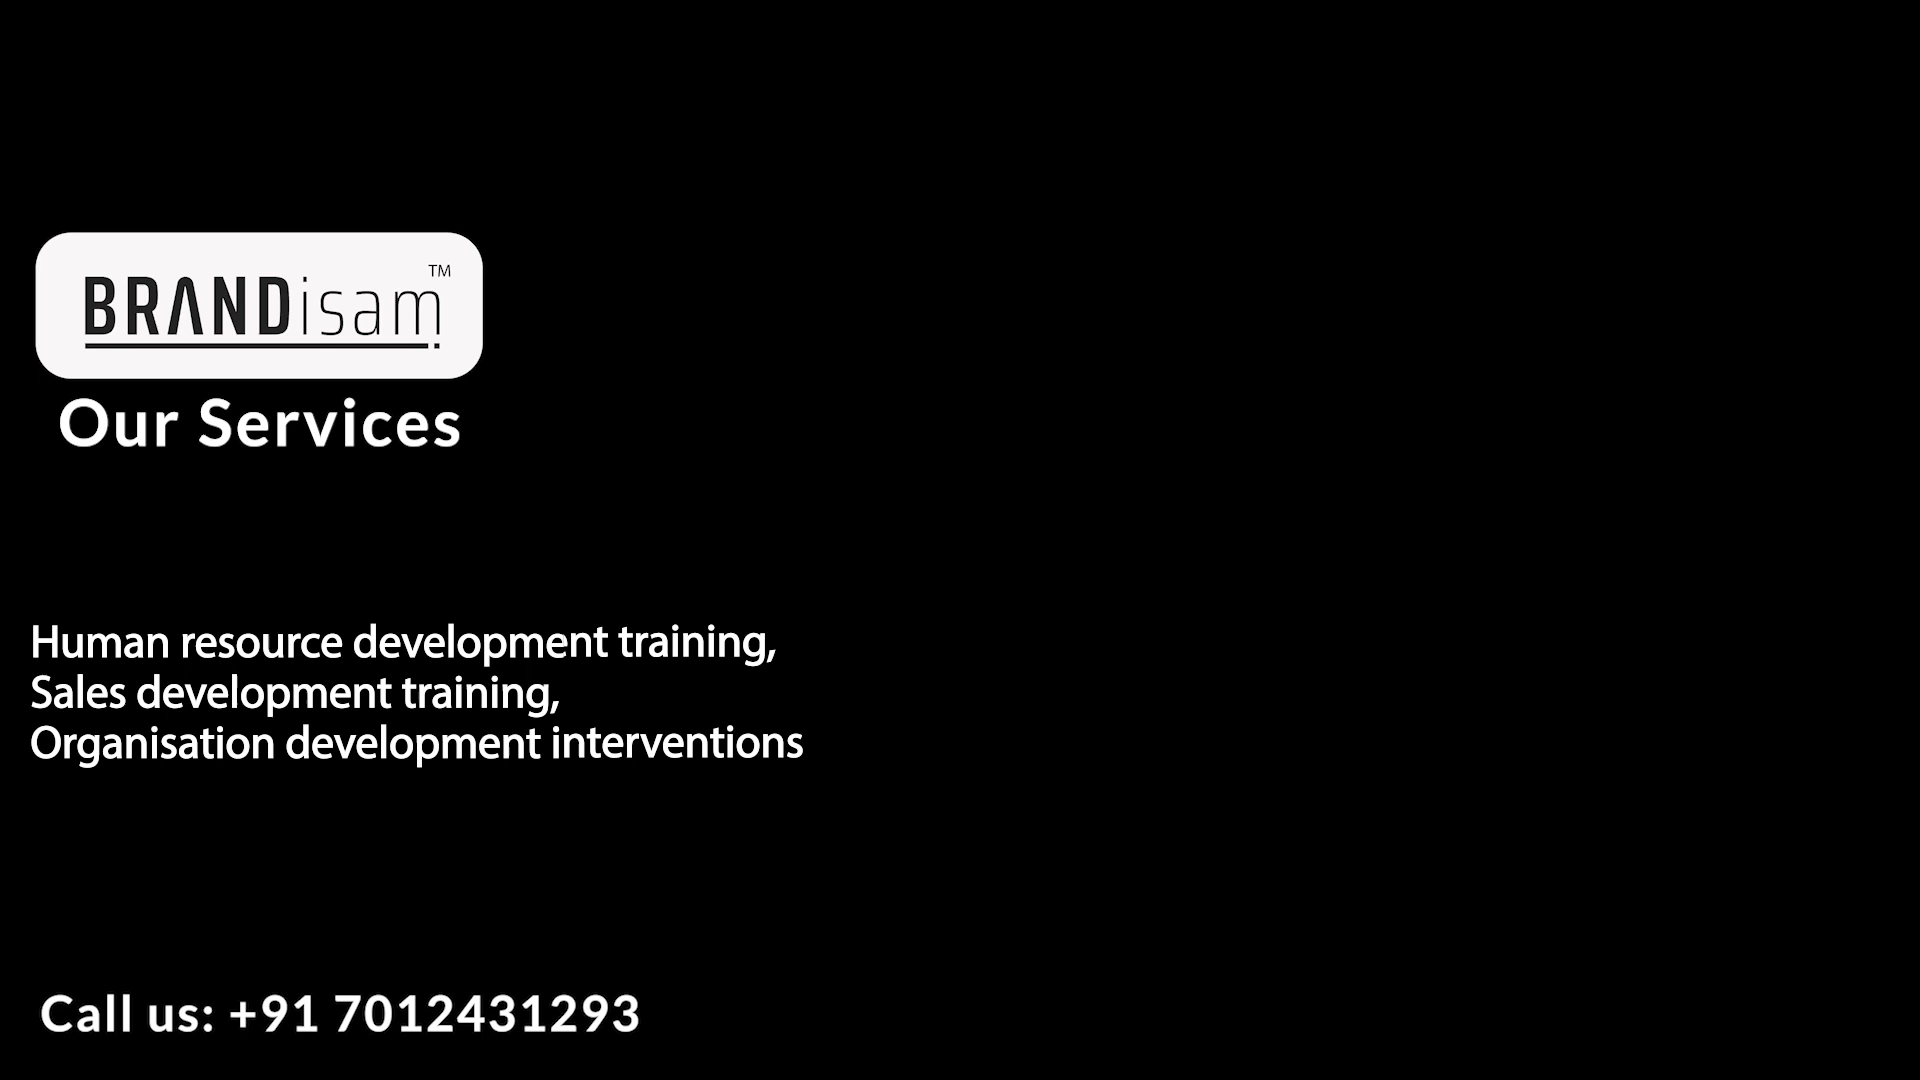 BRANDisam™
Our Services
Human resource development training,
Sales development training,
Organisation development interventions
Call us: +91 7012431293